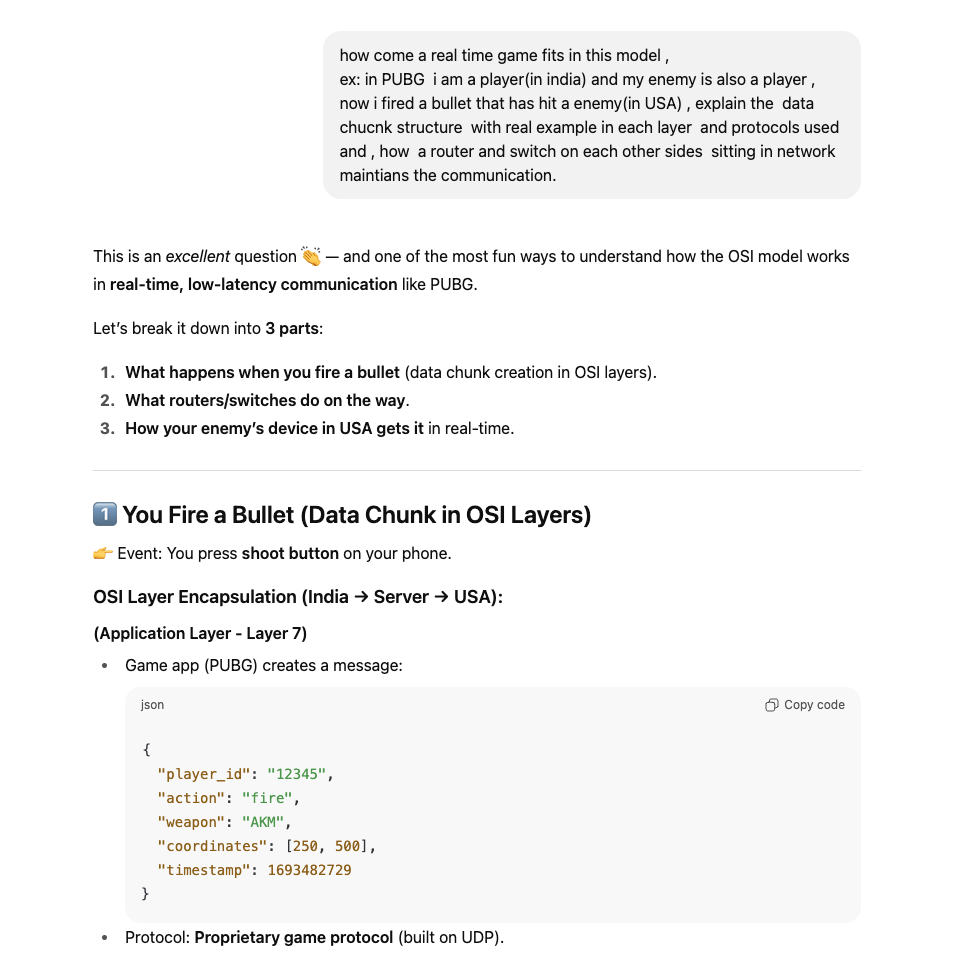 how come a real time game fits in this model ,
ex: in PUBG  i am a player(in india) and my enemy is also a player ,
now i fired a bullet that has hit a enemy(in USA) , explain the  data
chucnk structure  with real example in each layer  and protocols used
and , how  a router and switch on each other sides  sitting in network
maintians the communication.
This is an excellent question 👏 — and one of the most fun ways to understand how the OSI model works
in real-time, low-latency communication like PUBG.
Let’s break it down into 3 parts:
1. What happens when you fire a bullet (data chunk creation in OSI layers).
2. What routers/switches do on the way.
3. How your enemy’s device in USA gets it in real-time.
1️⃣ You Fire a Bullet (Data Chunk in OSI Layers)
👉 Event: You press shoot button on your phone.
OSI Layer Encapsulation (India → Server → USA):
(Application Layer - Layer 7)
• Game app (PUBG) creates a message:
json Copy code
{
  "player_id": "12345",
  "action": "fire",
  "weapon": "AKM",
  "coordinates": [250, 500],
  "timestamp": 1693482729
}
• Protocol: Proprietary game protocol (built on UDP).